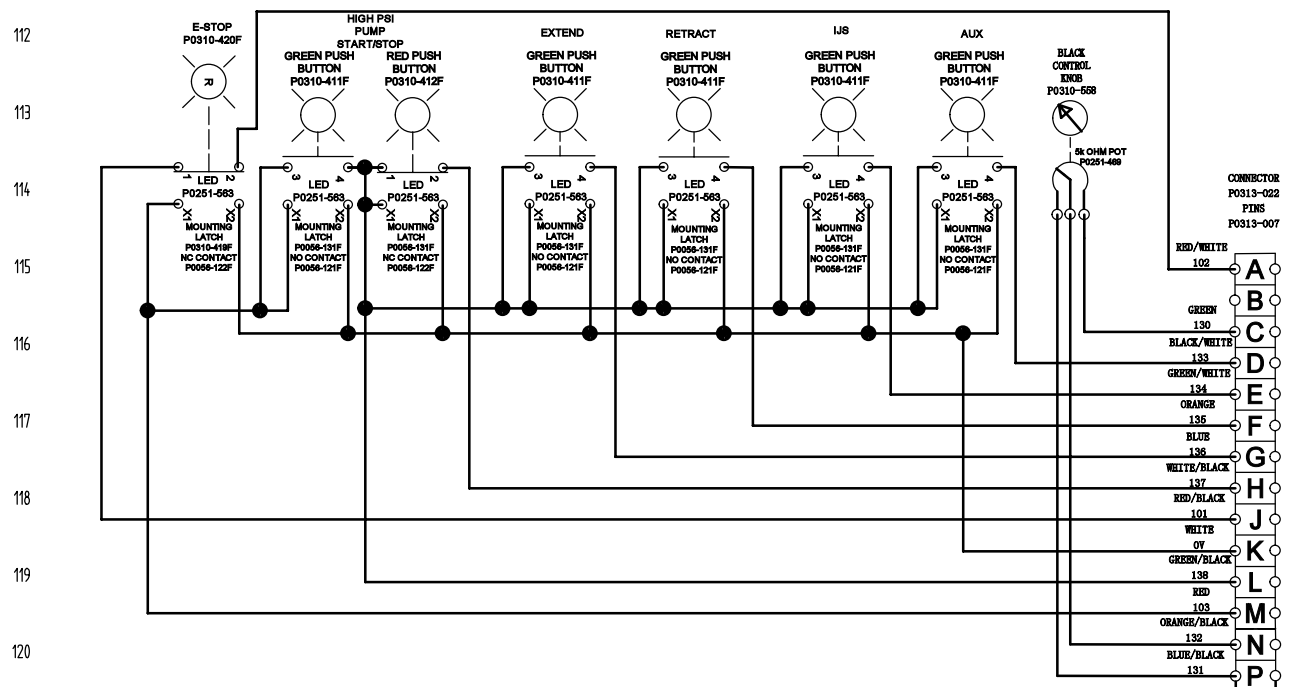 112
113
114
115
116
117
118
119
120
E-STOP
P0310-420F
R
1
2
LED
P0251-563
X1
X2
MOUNTING
LATCH
P0310-419F
NC CONTACT
P0056-122F
HIGH PSI
PUMP
START/STOP
GREEN PUSH
BUTTON
P0310-411F
3
4
LED
P0251-563
X1
X2
MOUNTING
LATCH
P0056-131F
NO CONTACT
P0056-121F
RED PUSH
BUTTON
P0310-412F
1
2
LED
P0251-563
X1
X2
MOUNTING
LATCH
P0056-131F
NC CONTACT
P0056-122F
EXTEND
GREEN PUSH
BUTTON
P0310-411F
3
4
LED
P0251-563
X1
X2
MOUNTING
LATCH
P0056-131F
NO CONTACT
P0056-121F
RETRACT
GREEN PUSH
BUTTON
P0310-411F
3
4
LED
P0251-563
X1
X2
MOUNTING
LATCH
P0056-131F
NO CONTACT
P0056-121F
IJS
GREEN PUSH
BUTTON
P0310-411F
3
4
LED
P0251-563
X1
X2
MOUNTING
LATCH
P0056-131F
NO CONTACT
P0056-121F
AUX
GREEN PUSH
BUTTON
P0310-411F
3
4
LED
P0251-563
X1
X2
MOUNTING
LATCH
P0056-131F
NO CONTACT
P0056-121F
BLACK
CONTROL
KNOB
P0310-558
5k OHM POT
P0251-469
CONNECTOR
P0313-022
PINS
P0313-007
RED/WHITE
102
A
B
GREEN
130
C
BLACK/WHITE
133
D
GREEN/WHITE
134
E
ORANGE
135
F
BLUE
136
G
WHITE/BLACK
137
H
RED/BLACK
101
J
WHITE
0V
K
GREEN/BLACK
138
L
RED
103
M
ORANGE/BLACK
132
N
BLUE/BLACK
131
P